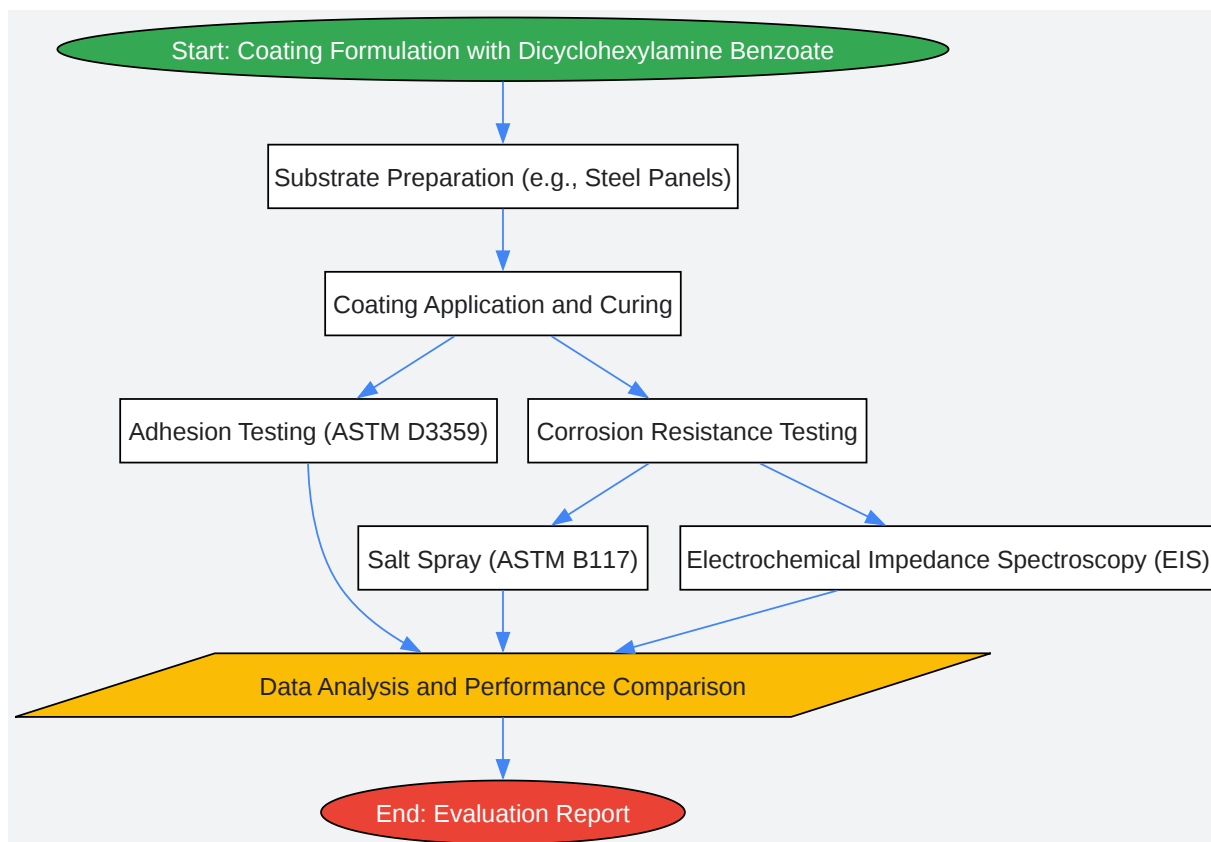 Start: Coating Formulation with Dicyclohexylamine Benzoate
Substrate Preparation (e.g., Steel Panels)
Coating Application and Curing
Adhesion Testing (ASTM D3359)
Corrosion Resistance Testing
Salt Spray (ASTM B117)
Electrochemical Impedance Spectroscopy (EIS)
Data Analysis and Performance Comparison
End: Evaluation Report